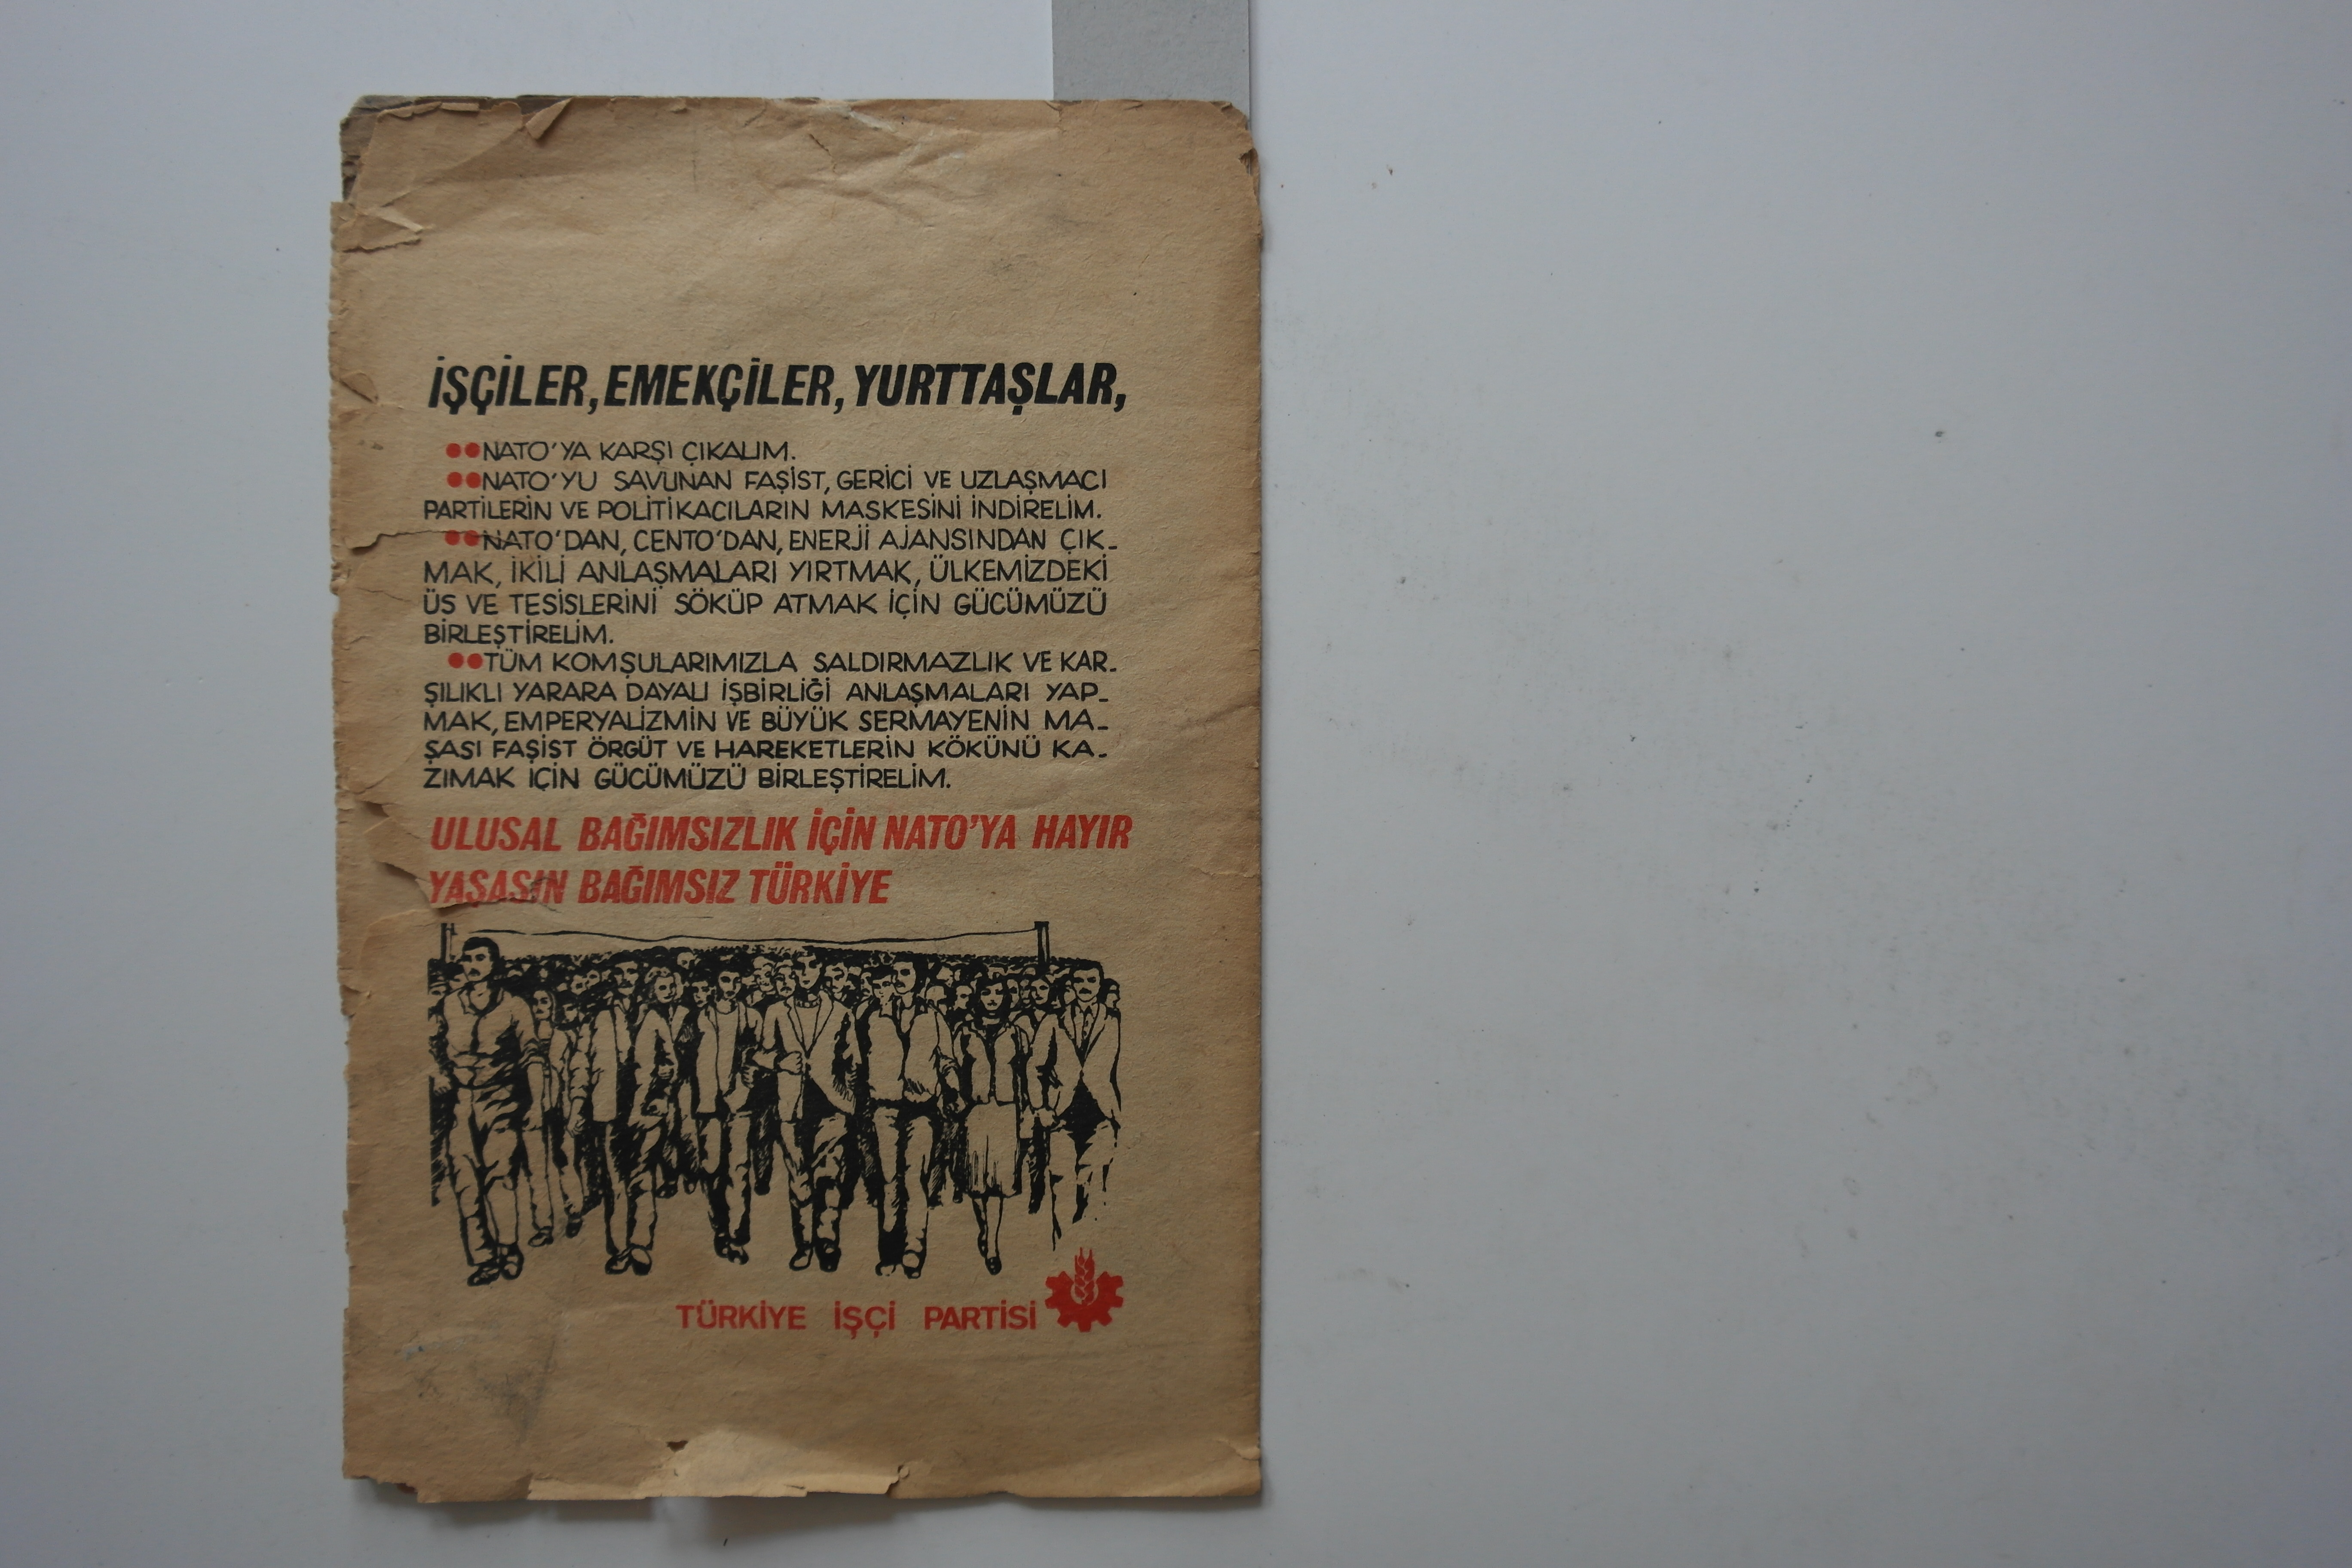 İŞÇİLER, EMEKÇİLER, YURTTAŞLAR,
●●NATO'YA KARŞI ÇIKALIM.
●●NATO'YU SAVUNAN FAŞİST, GERİCİ VE UZLAŞMACI
PARTİLERİN VE POLİTİKACILARIN MASKESİNİ İNDİRELİM.
●●NATO'DAN, CENTO'DAN, ENERJİ AJANSINDAN ÇIK-
MAK, İKİLİ ANLAŞMALARI YIRTMAK, ÜLKEMİZDEKİ
ÜS VE TESİSLERİNİ SÖKÜP ATMAK İÇİN GÜCÜMÜZÜ
BİRLEŞTİRELİM.
●●TÜM KOMŞULARIMIZLA SALDIRMAZLIK VE KAR-
ŞILIKLI YARARA DAYALI İŞBİRLİĞİ ANLAŞMALARI YAP-
MAK, EMPERYALİZMİN VE BÜYÜK SERMAYENİN MA-
ŞASI FAŞİST ÖRGÜT VE HAREKETLERİN KÖKÜNÜ KA-
ZIMAK İÇİN GÜCÜMÜZÜ BİRLEŞTİRELİM.
ULUSAL BAĞIMSIZLIK İÇİN NATO'YA HAYIR
YAŞASIN BAĞIMSIZ TÜRKİYE
TÜRKİYE İŞÇİ PARTİSİ